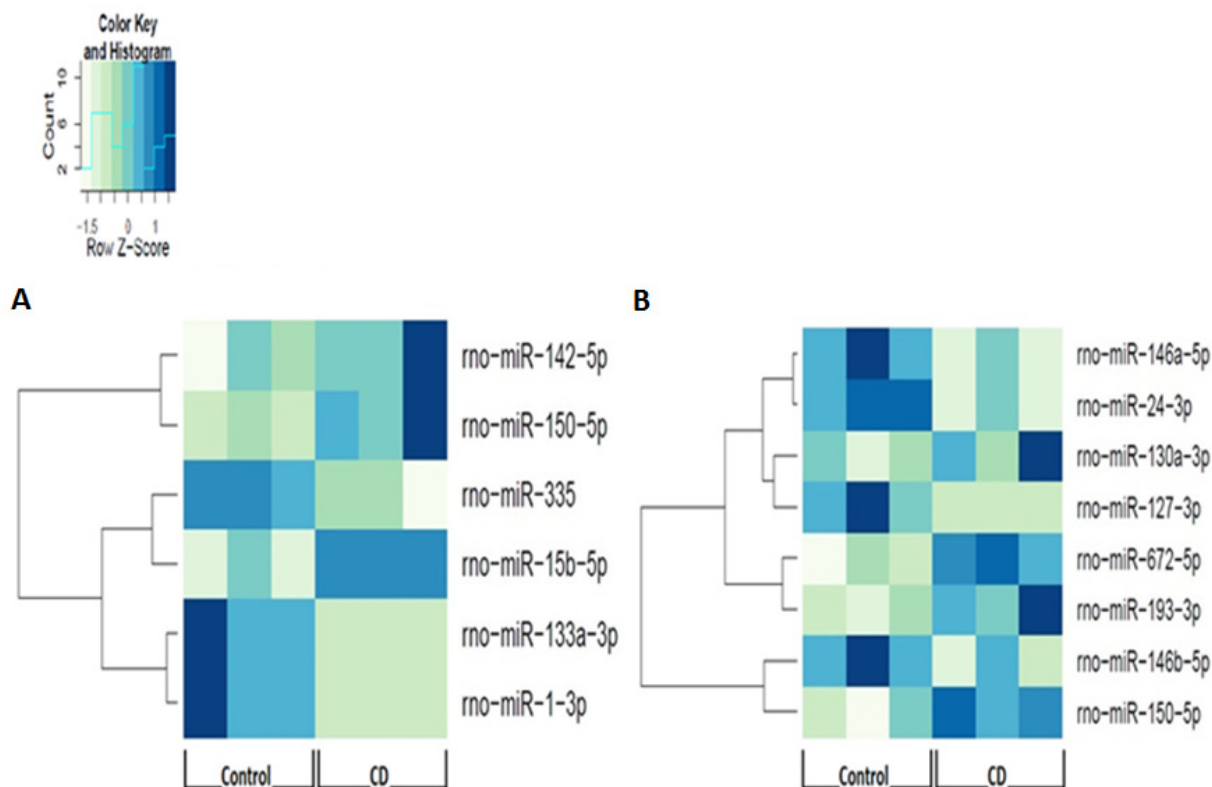 Color Key
and Histogram
Count
2 6 10
-1.5 0 1
Row Z-Score
A
rno-miR-142-5p
rno-miR-150-5p
rno-miR-335
rno-miR-15b-5p
rno-miR-133a-3p
rno-miR-1-3p
Control CD
B
rno-miR-146a-5p
rno-miR-24-3p
rno-miR-130a-3p
rno-miR-127-3p
rno-miR-672-5p
rno-miR-193-3p
rno-miR-146b-5p
rno-miR-150-5p
Control CD